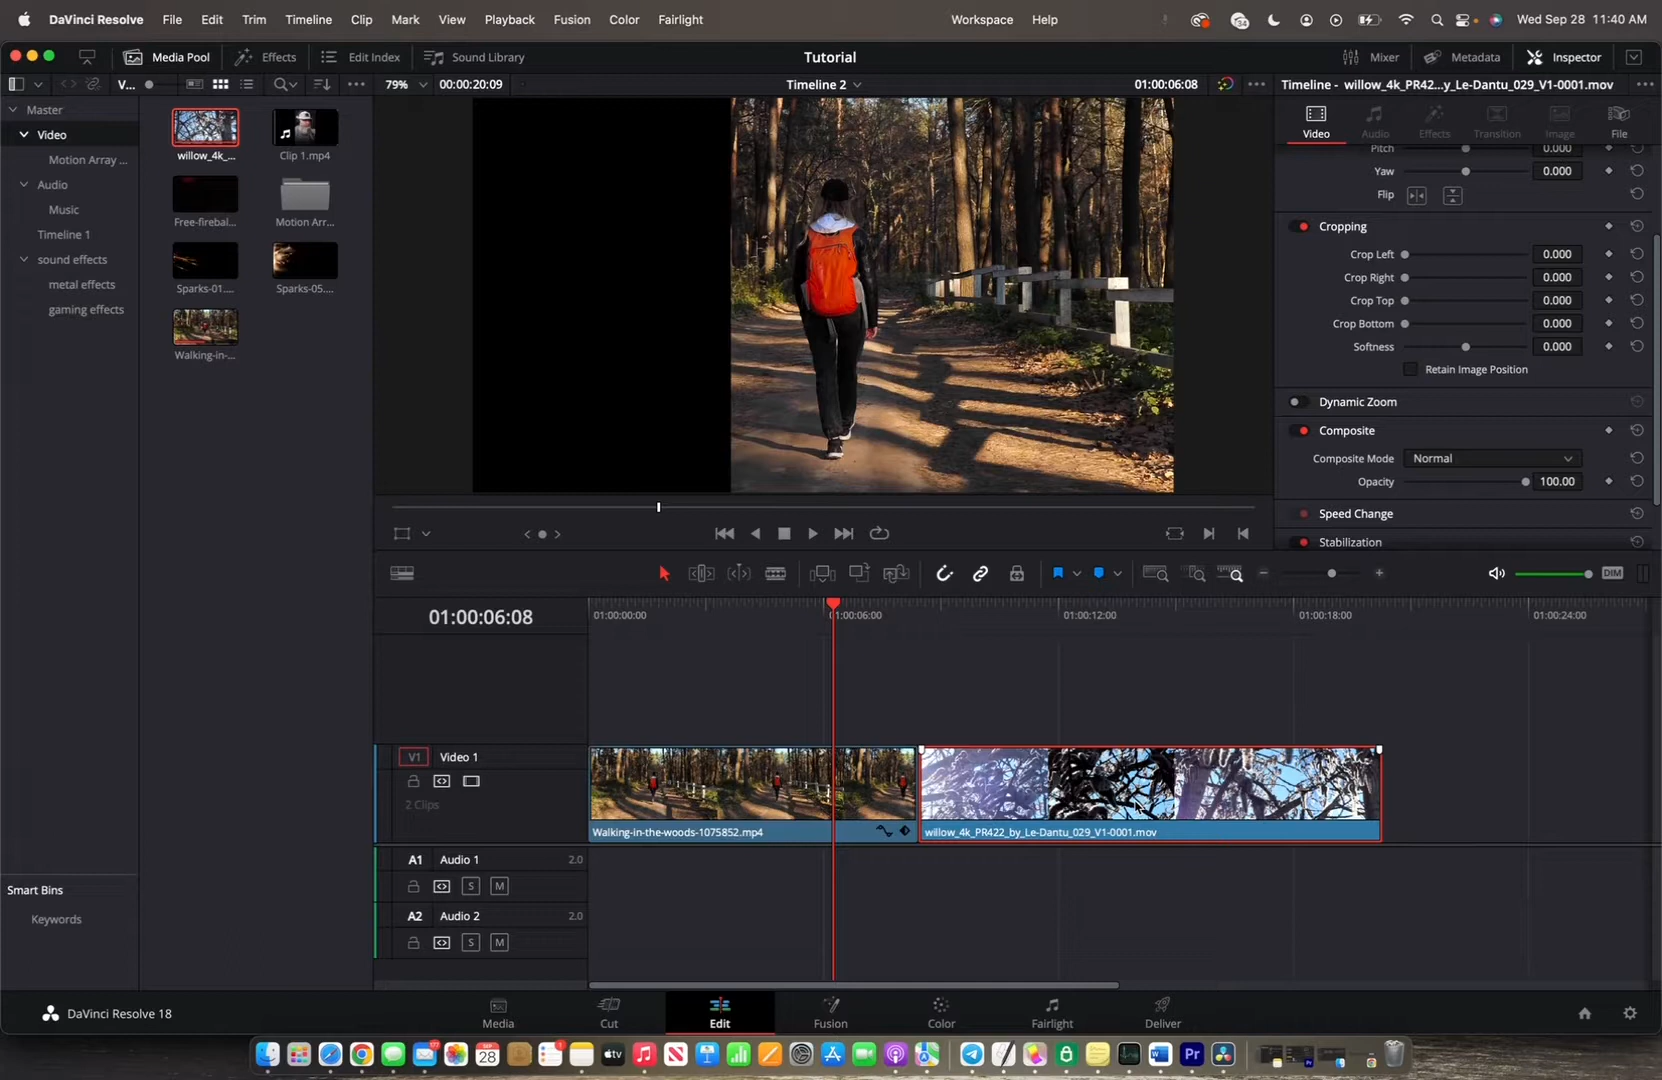 DaVinci Resolve File Edit Trim Timeline Clip Mark View Playback Fusion Color Fairlight Workspace Help Wed Sep 28 11:40 AM
Media Pool Effects Edit Index Sound Library Tutorial Mixer Metadata Inspector
V... 79% 00:00:20:09 Timeline 2 01:00:06:08 Timeline - willow_4k_PR42...y_Le-Dantu_029_V1-0001.mov
Master
Video
Motion Array ...
Audio
Music
Timeline 1
sound effects
metal effects
gaming effects
willow_4k_... Clip 1.mp4
Free-firebal... Motion Arr...
Sparks-01.... Sparks-05....
Walking-in-...
Video Audio Effects Transition Image File
Pitch 0.000
Yaw 0.000
Flip
Cropping
Crop Left 0.000
Crop Right 0.000
Crop Top 0.000
Crop Bottom 0.000
Softness 0.000
Retain Image Position
Dynamic Zoom
Composite
Composite Mode Normal
Opacity 100.00
Speed Change
Stabilization
DIM
01:00:06:08
01:00:00:00 01:00:06:00 01:00:12:00 01:00:18:00 01:00:24:00
V1 Video 1
2 Clips
Walking-in-the-woods-1075852.mp4 willow_4k_PR422_by_Le-Dantu_029_V1-0001.mov
A1 Audio 1 2.0
S M
A2 Audio 2 2.0
S M
Smart Bins
Keywords
DaVinci Resolve 18
Media Cut Edit Fusion Color Fairlight Deliver